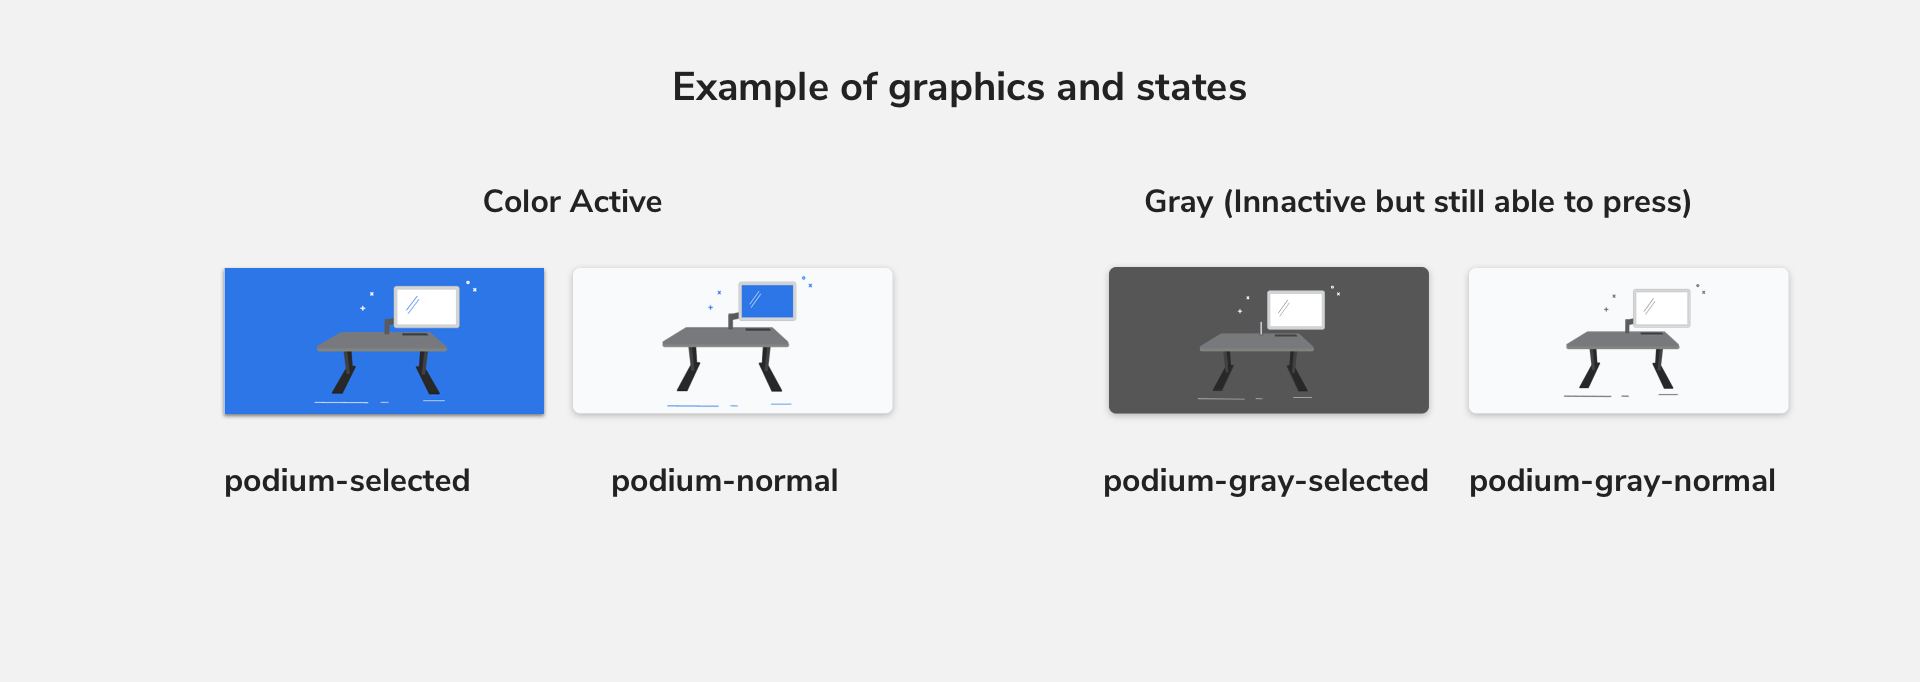 Example of graphics and states
Color Active
Gray (Innactive but still able to press)
podium-selected
podium-normal
podium-gray-selected
podium-gray-normal